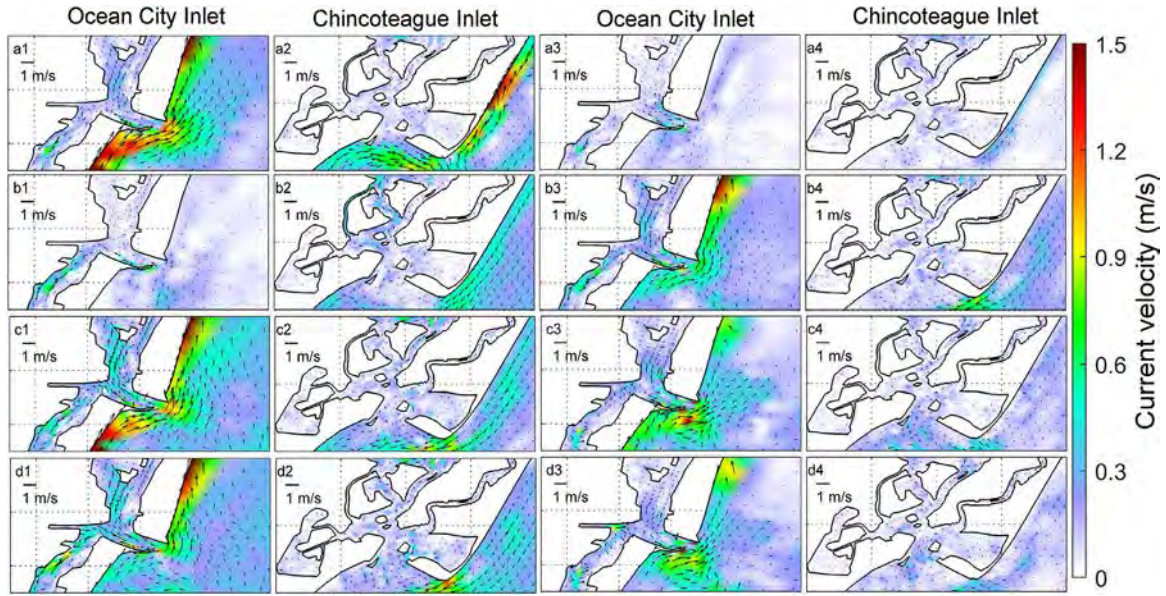 Ocean City Inlet Chincoteague Inlet Ocean City Inlet Chincoteague Inlet
a1 a2 a3 a4
1 m/s 1 m/s 1 m/s 1 m/s
b1 b2 b3 b4
1 m/s 1 m/s 1 m/s 1 m/s
c1 c2 c3 c4
1 m/s 1 m/s 1 m/s 1 m/s
d1 d2 d3 d4
1 m/s 1 m/s 1 m/s 1 m/s
1.5
1.2
0.9
0.6
0.3
0
Current velocity (m/s)